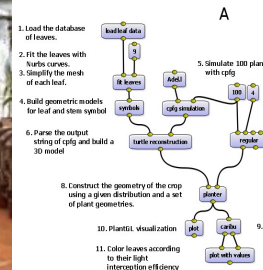 A
1. Load the database
of leaves.
load leaf data
9
2. Fit the leaves with
Nurbs curves.
3. Simplify the mesh
of each leaf.
fit leaves
Adel!
5. Simulate 100 plan
with cpfg
100
4
4. Build geometric models
for leaf and stem symbol
symbols
cpfg simulation
6. Parse the output
string of cpfg and build a
3D model
turtle reconstruction
regular
8. Construct the geometry of the crop
using a given distribution and a set
of plant geometries.
planter
10. PlantGL visualization
plot
caribu
9.
11. Color leaves according
to their light
interception efficiency
plot with values